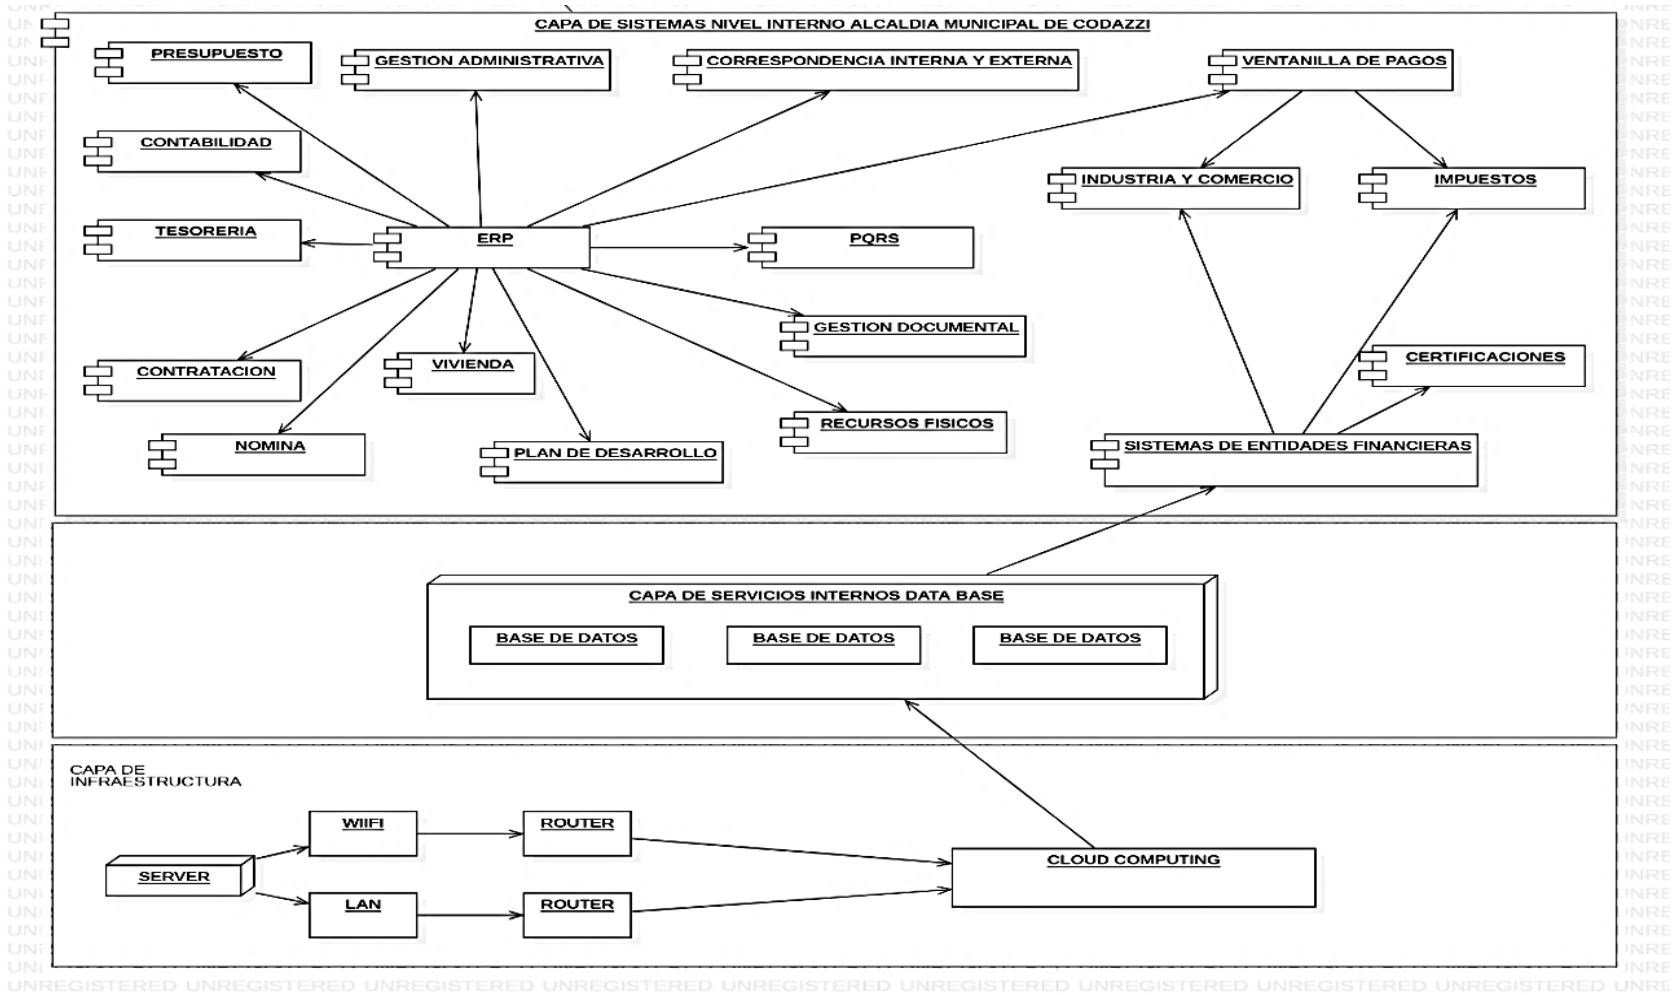 CAPA DE SISTEMAS NIVEL INTERNO ALCALDIA MUNICIPAL DE CODAZZI
PRESUPUESTO
GESTION ADMINISTRATIVA
CORRESPONDENCIA INTERNA Y EXTERNA
VENTANILLA DE PAGOS
CONTABILIDAD
INDUSTRIA Y COMERCIO
IMPUESTOS
TESORERIA
ERP
PQRS
GESTION DOCUMENTAL
CONTRATACION
VIVIENDA
CERTIFICACIONES
RECURSOS FISICOS
NOMINA
PLAN DE DESARROLLO
SISTEMAS DE ENTIDADES FINANCIERAS
CAPA DE SERVICIOS INTERNOS DATA BASE
BASE DE DATOS
BASE DE DATOS
BASE DE DATOS
CAPA DE
INFRAESTRUCTURA
WIIFI
ROUTER
CLOUD COMPUTING
SERVER
LAN
ROUTER
UNREGISTERED UNREGISTERED UNREGISTERED UNREGISTERED UNREGISTERED UNREGISTERED UNREGISTERED UNREGISTERED UNREGISTERED UNRE